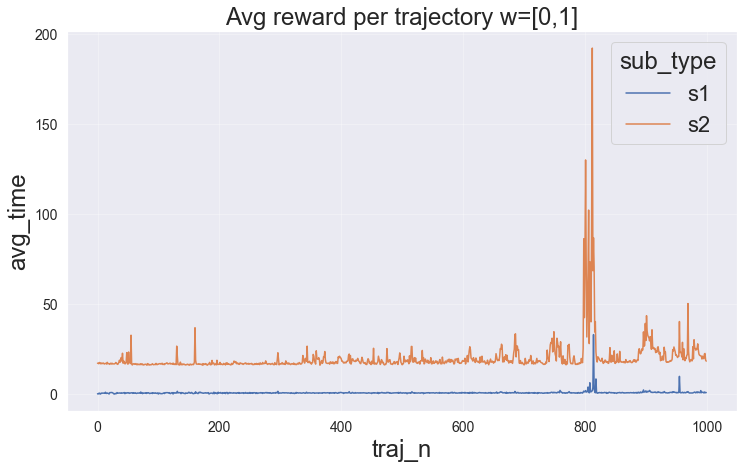 Avg reward per trajectory w=[0,1]
200
150
100
50
0
avg_time
sub_type
s1
s2
0
200
400
600
800
1000
traj_n